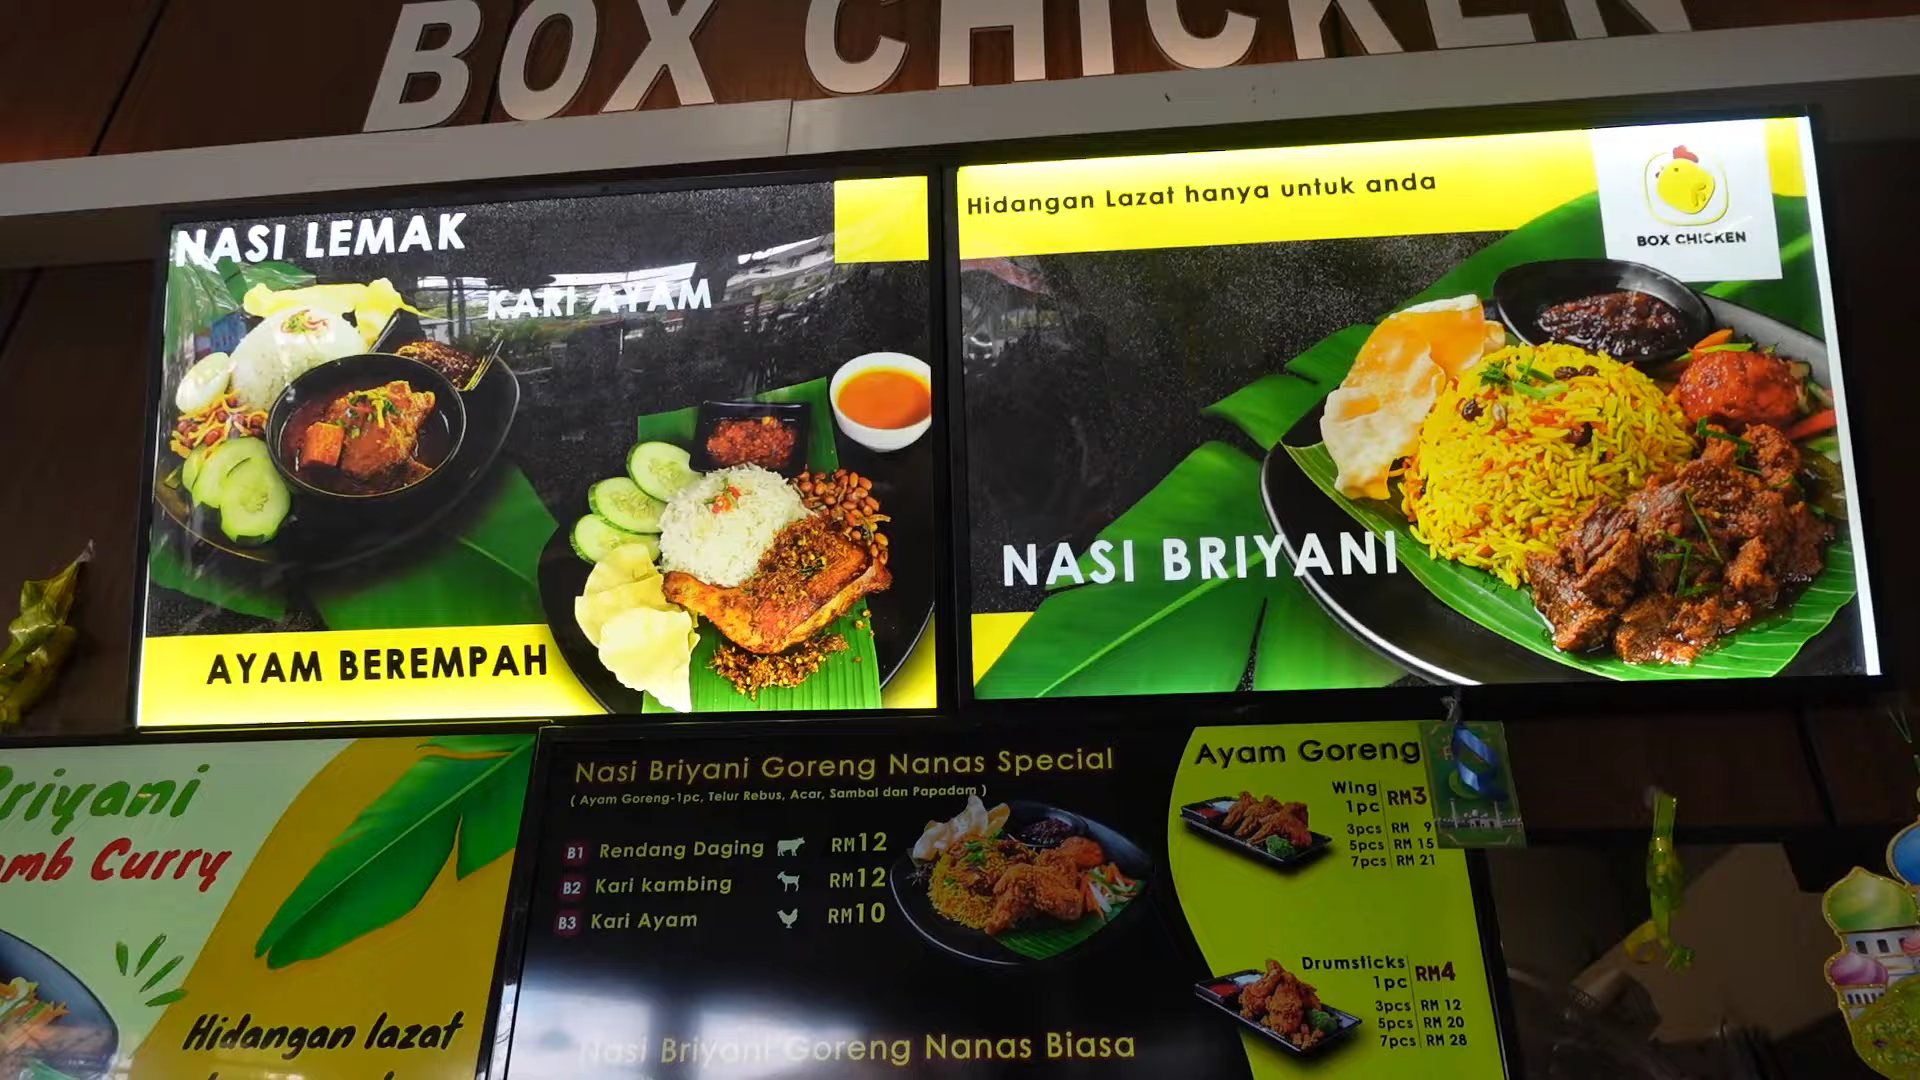 BOX CHICKEN
NASI LEMAK
KARI AYAM
AYAM BEREMPAH
Hidangan Lazat hanya untuk anda
BOX CHICKEN
NASI BRIYANI
riyani
mb Curry
Hidangan lazat
Nasi Briyani Goreng Nanas Special
( Ayam Goreng-1pc, Telur Rebus, Acar, Sambal dan Papadam )
B1 Rendang Daging RM12
B2 Kari kambing RM12
B3 Kari Ayam RM10
Nasi Briyani Goreng Nanas Biasa
Ayam Goreng
Wing
1pc RM3
3pcs RM 9
5pcs RM 15
7pcs RM 21
Drumsticks
1pc RM4
3pcs RM 12
5pcs RM 20
7pcs RM 28